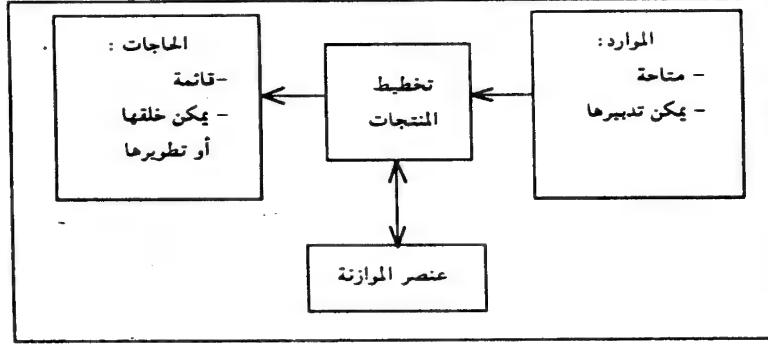 الموارد:
- متاحة
- يمكن تدبيرها
تخطيط
المنتجات
الحاجات :
-قائمة
- يمكن خلقها
أو تطويرها
عنصر الموازنة